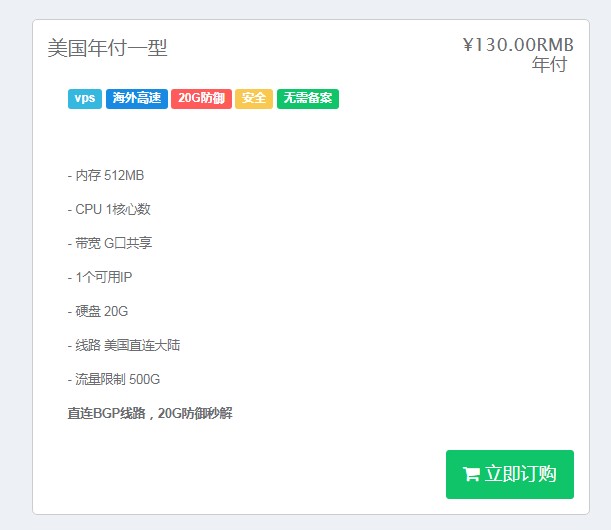 美国年付一型
¥130.00RMB
年付
vps 海外高速 20G防御 安全 无需备案
- 内存 512MB
- CPU 1核心数
- 带宽 G口共享
- 1个可用IP
- 硬盘 20G
- 线路 美国直连大陆
- 流量限制 500G
直连BGP线路，20G防御秒解
立即订购